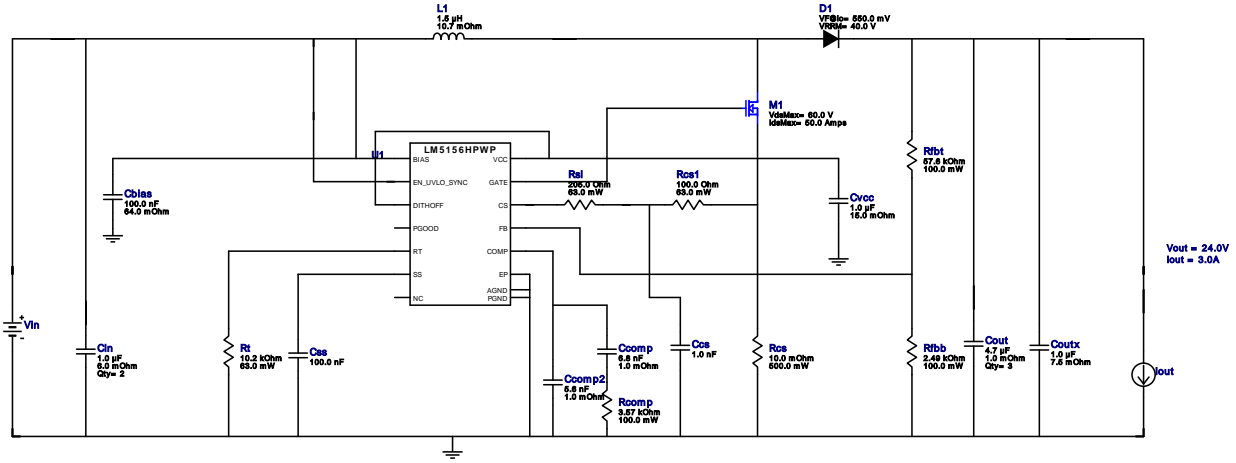 L1
1.5 µH
10.7 mOhm
D1
VF@Io= 550.0 mV
VRRM= 40.0 V
M1
VdsMax= 60.0 V
IdsMax= 50.0 Amps
U1
LM5156HPWP
BIAS
EN_UVLO_SYNC
DITHOFF
PGOOD
RT
SS
NC
VCC
GATE
CS
FB
COMP
EP
AGND
PGND
Cbias
100.0 nF
64.0 mOhm
Rsl
205.0 Ohm
63.0 mW
Rcs1
100.0 Ohm
63.0 mW
Cvcc
1.0 µF
15.0 mOhm
Rfbt
57.6 kOhm
100.0 mW
Vout = 24.0V
Iout = 3.0A
VIn
+
-
Cin
1.0 µF
6.0 mOhm
Qty= 2
Rt
10.2 kOhm
63.0 mW
Css
100.0 nF
Ccomp
6.8 nF
1.0 mOhm
Ccomp2
5.6 nF
1.0 mOhm
Rcomp
3.57 kOhm
100.0 mW
Ccs
1.0 nF
Rcs
10.0 mOhm
500.0 mW
Rfbb
2.49 kOhm
100.0 mW
Cout
4.7 µF
1.0 mOhm
Qty= 3
Coutx
1.0 µF
7.5 mOhm
Iout